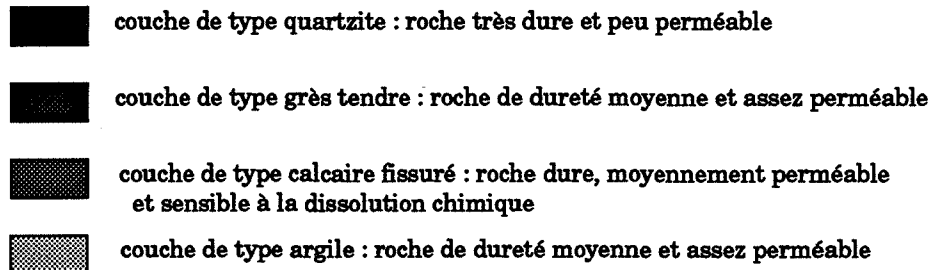 couche de type quartzite : roche très dure et peu perméable
couche de type grès tendre : roche de dureté moyenne et assez perméable
couche de type calcaire fissuré : roche dure, moyennement perméable
et sensible à la dissolution chimique
couche de type argile : roche de dureté moyenne et assez perméable